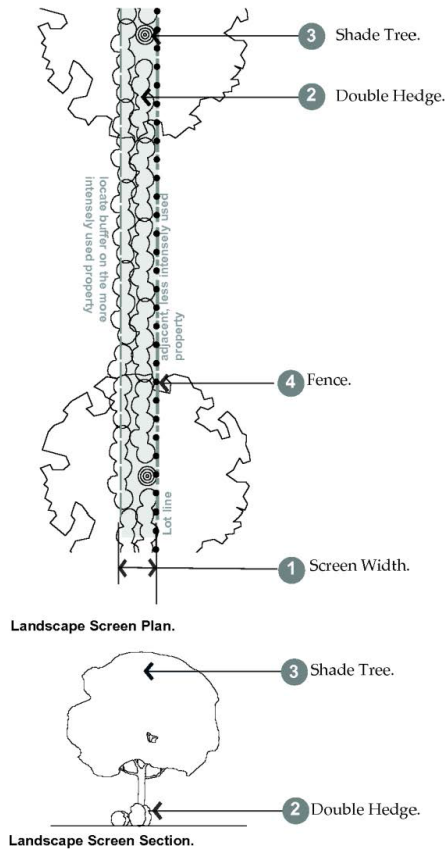 3 Shade Tree.
2 Double Hedge.
locate buffer on the more
intensely used property
adjacent, less intensely used
property
4 Fence.
Lot line
1 Screen Width.
Landscape Screen Plan.
3 Shade Tree.
2 Double Hedge.
Landscape Screen Section.